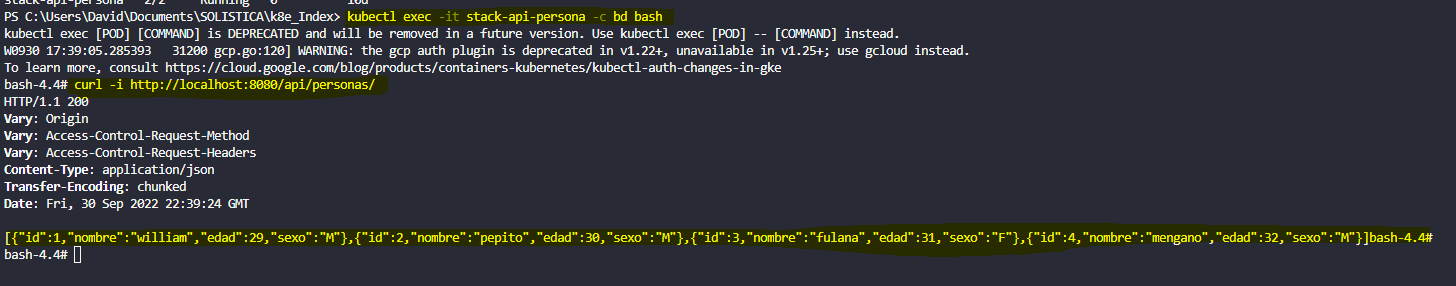 stack-api-persona 2/2 Running 0 10d
PS C:\Users\David\Documents\SOLISTICA\k8e_Index> kubectl exec -it stack-api-persona -c bd bash
kubectl exec [POD] [COMMAND] is DEPRECATED and will be removed in a future version. Use kubectl exec [POD] -- [COMMAND] instead.
W0930 17:39:05.285393   31200 gcp.go:120] WARNING: the gcp auth plugin is deprecated in v1.22+, unavailable in v1.25+; use gcloud instead.
To learn more, consult https://cloud.google.com/blog/products/containers-kubernetes/kubectl-auth-changes-in-gke
bash-4.4# curl -i http://localhost:8080/api/personas/
HTTP/1.1 200
Vary: Origin
Vary: Access-Control-Request-Method
Vary: Access-Control-Request-Headers
Content-Type: application/json
Transfer-Encoding: chunked
Date: Fri, 30 Sep 2022 22:39:24 GMT
[{"id":1,"nombre":"william","edad":29,"sexo":"M"},{"id":2,"nombre":"pepito","edad":30,"sexo":"M"},{"id":3,"nombre":"fulana","edad":31,"sexo":"F"},{"id":4,"nombre":"mengano","edad":32,"sexo":"M"}]bash-4.4#
bash-4.4#